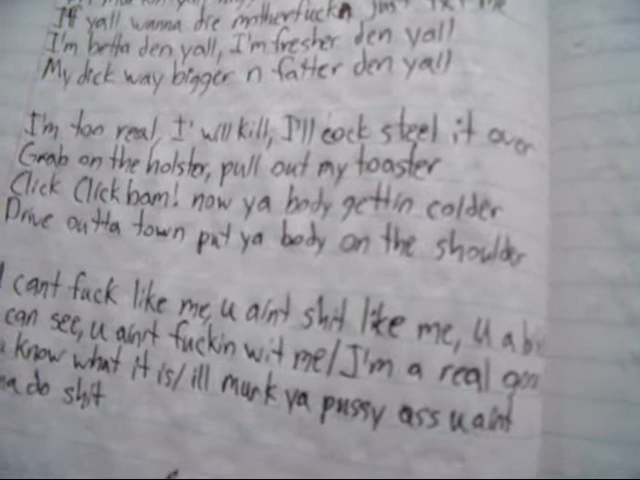 If yall wanna die motherfuckn just
I'm betta den yall, I'm fresher den yall
My dick way bigger n fatter den yall
I'm too real, I' will kill, I'll cock steel it over
Grab on the holster, pull out my toaster
Click Click bam! now ya body gettin colder
Drive outta town put ya body on the shoulder
cant fuck like me, u aint shit like me, u a
can see, u ain't fuckin wit me/I'm a real
know what it is/ ill murk ya pussy ass u aint
do shit